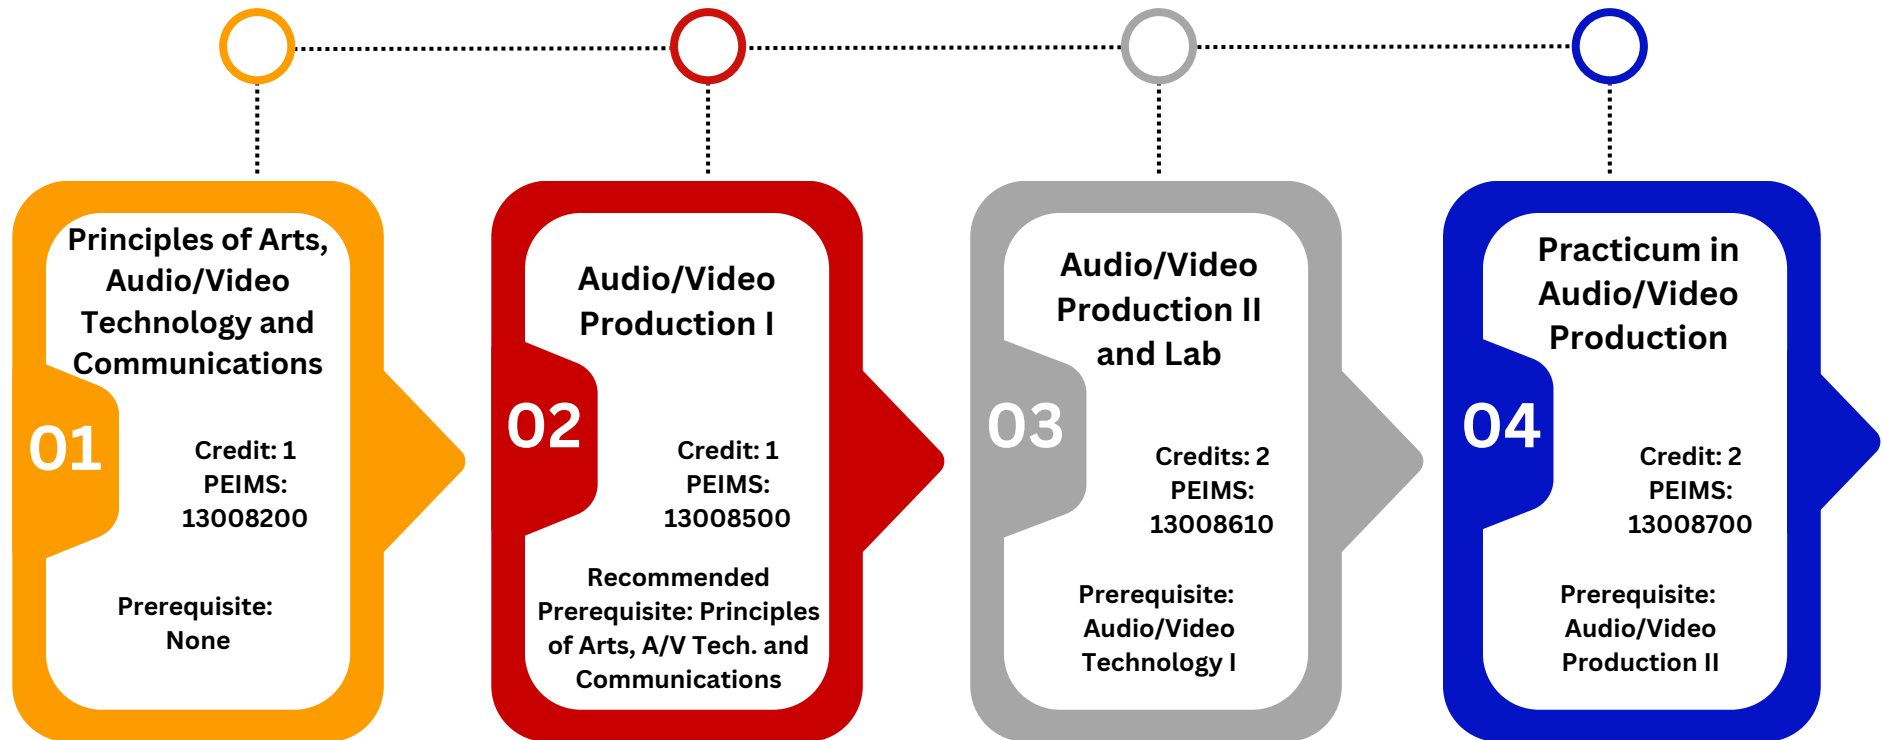 Principles of Arts,
Audio/Video
Technology and
Communications
01
Credit: 1
PEIMS:
13008200
Prerequisite:
None
Audio/Video
Production I
02
Credit: 1
PEIMS:
13008500
Recommended
Prerequisite: Principles
of Arts, A/V Tech. and
Communications
Audio/Video
Production II
and Lab
03
Credits: 2
PEIMS:
13008610
Prerequisite:
Audio/Video
Technology I
Practicum in
Audio/Video
Production
04
Credit: 2
PEIMS:
13008700
Prerequisite:
Audio/Video
Production II